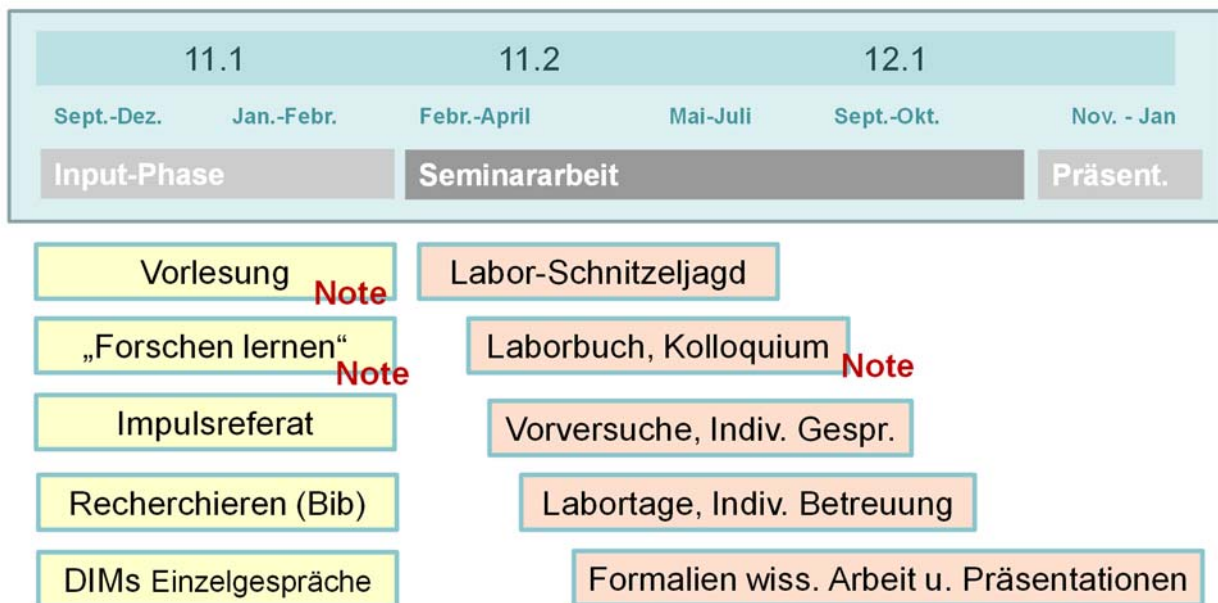 11.1 11.2 12.1
Sept.-Dez. Jan.-Febr. Febr.-April Mai-Juli Sept.-Okt. Nov. - Jan
Input-Phase Seminararbeit Präsent.
Vorlesung Labor-Schnitzeljagd
Note
„Forschen lernen“ Laborbuch, Kolloquium
Note Note
Impulsreferat Vorversuche, Indiv. Gespr.
Recherchieren (Bib) Labortage, Indiv. Betreuung
DIMs Einzelgespräche Formalien wiss. Arbeit u. Präsentationen